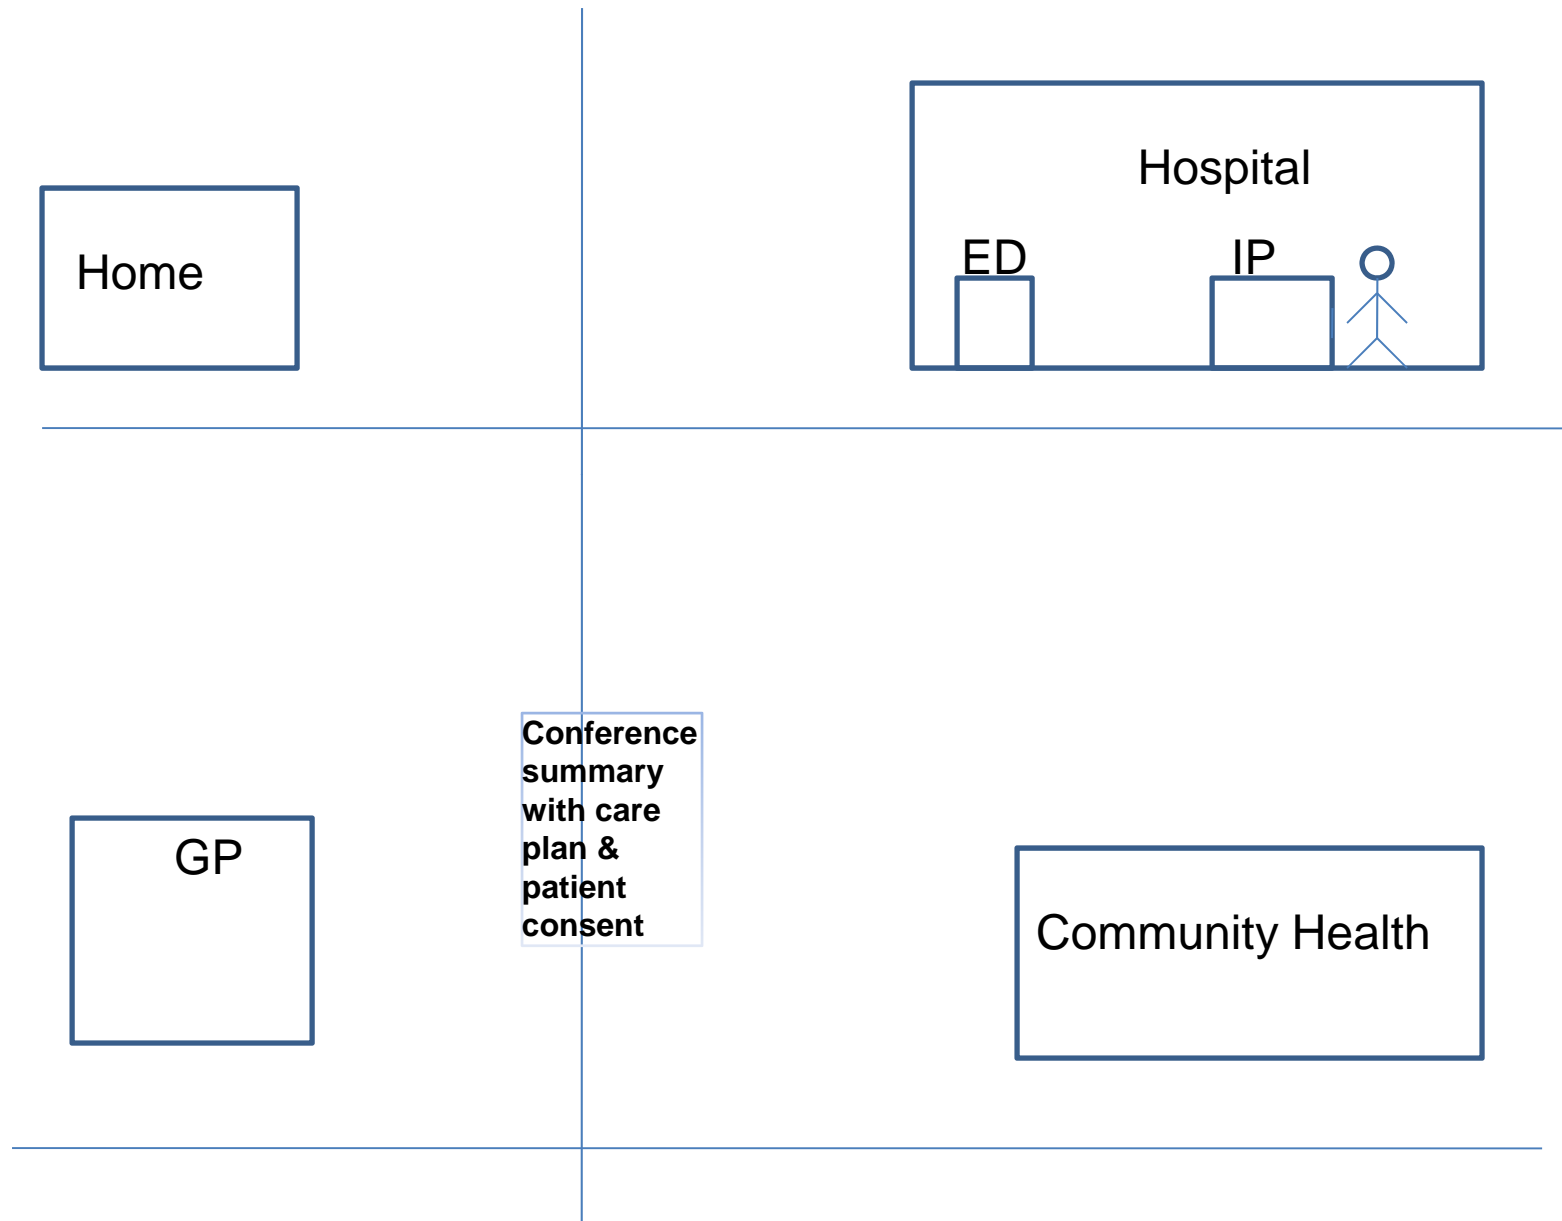 Hospital
ED
IP
Home
Conference
summary
with care
plan &
patient
consent
GP
Community Health